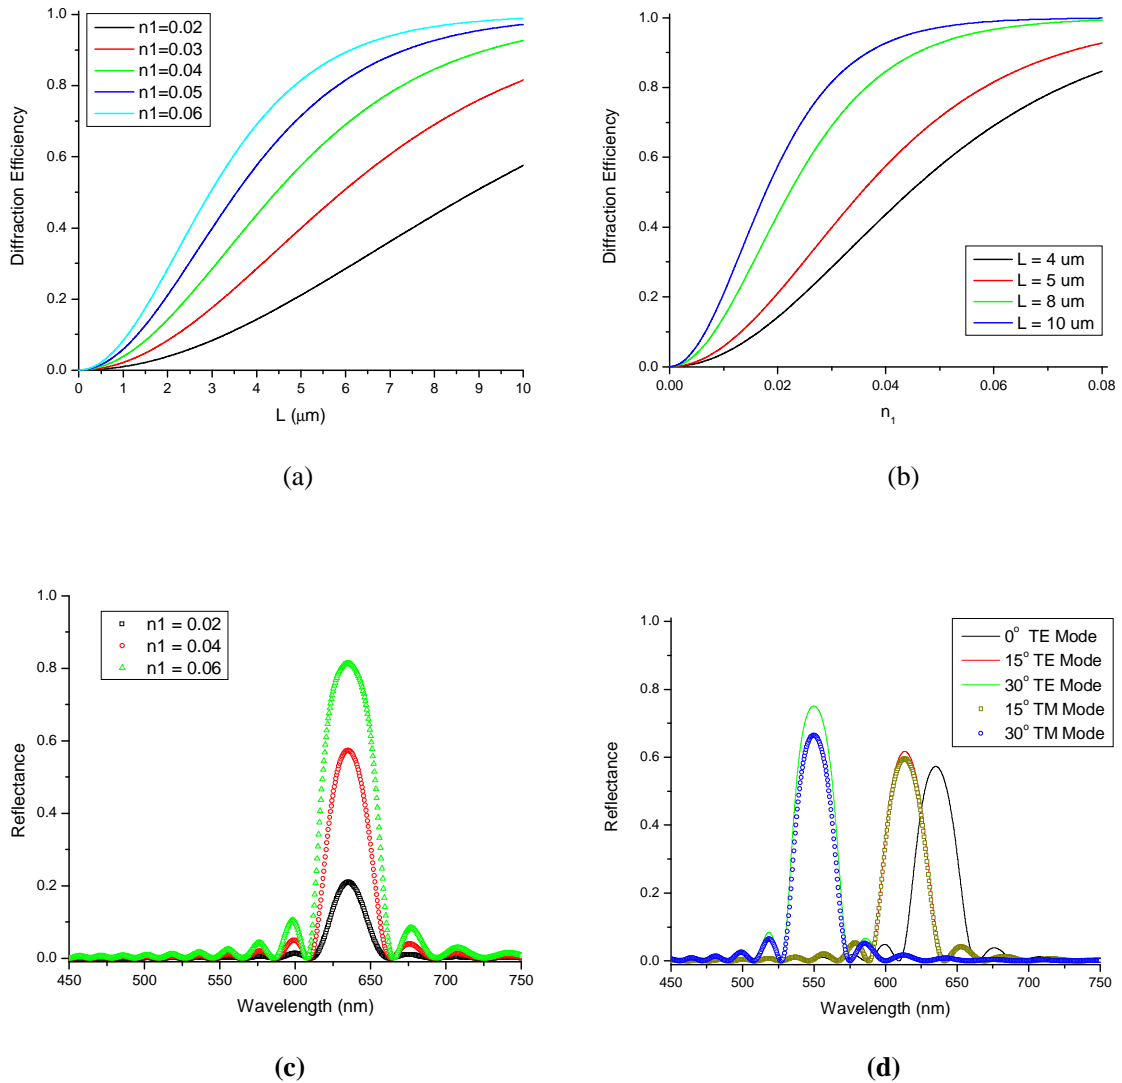 n1=0.02
n1=0.03
n1=0.04
n1=0.05
n1=0.06
1.0
0.8
0.6
0.4
0.2
0.0
Diffraction Efficiency
0 1 2 3 4 5 6 7 8 9 10
L (μm)
(a)
1.0
0.8
0.6
0.4
0.2
0.0
Diffraction Efficiency
L = 4 um
L = 5 um
L = 8 um
L = 10 um
0.00 0.02 0.04 0.06 0.08
n₁
(b)
1.0
0.8
0.6
0.4
0.2
0.0
Reflectance
n1 = 0.02
n1 = 0.04
n1 = 0.06
450 500 550 600 650 700 750
Wavelength (nm)
(c)
1.0
0.8
0.6
0.4
0.2
0.0
Reflectance
0° TE Mode
15° TE Mode
30° TE Mode
15° TM Mode
30° TM Mode
450 500 550 600 650 700 750
Wavelength (nm)
(d)